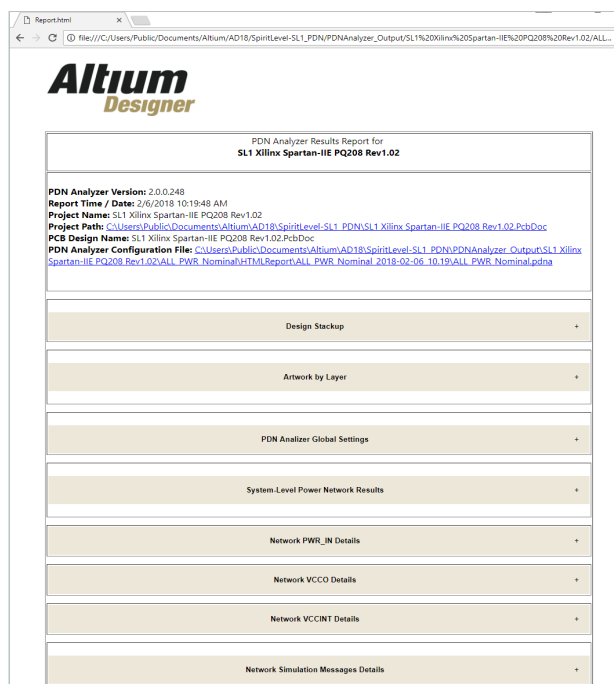 Report.html
file:///C:/Users/Public/Documents/Altium/AD18/SpiritLevel-SL1_PDN/PDNAnalyzer_Output/SL1%20Xilinx%20Spartan-IIE%20PQ208%20Rev1.02/ALL...
Altium
Designer
PDN Analyzer Results Report for
SL1 Xilinx Spartan-IIE PQ208 Rev1.02
PDN Analyzer Version: 2.0.0.248
Report Time / Date: 2/6/2018 10:19:48 AM
Project Name: SL1 Xilinx Spartan-IIE PQ208 Rev1.02
Project Path: C:\Users\Public\Documents\Altium\AD18\SpiritLevel-SL1_PDN\SL1 Xilinx Spartan-IIE PQ208 Rev1.02.PcbDoc
PCB Design Name: SL1 Xilinx Spartan-IIE PQ208 Rev1.02.PcbDoc
PDN Analyzer Configuration File: C:\Users\Public\Documents\Altium\AD18\SpiritLevel-SL1_PDN\PDNAnalyzer_Output\SL1 Xilinx
Spartan-IIE PQ208 Rev1.02\ALL_PWR_Nominal\HTMLReport\ALL_PWR_Nominal_2018-02-06_10.19\ALL_PWR_Nominal.pdna
Design Stackup +
Artwork by Layer +
PDN Analizer Global Settings +
System-Level Power Network Results +
Network PWR_IN Details +
Network VCCO Details +
Network VCCINT Details +
Network Simulation Messages Details +